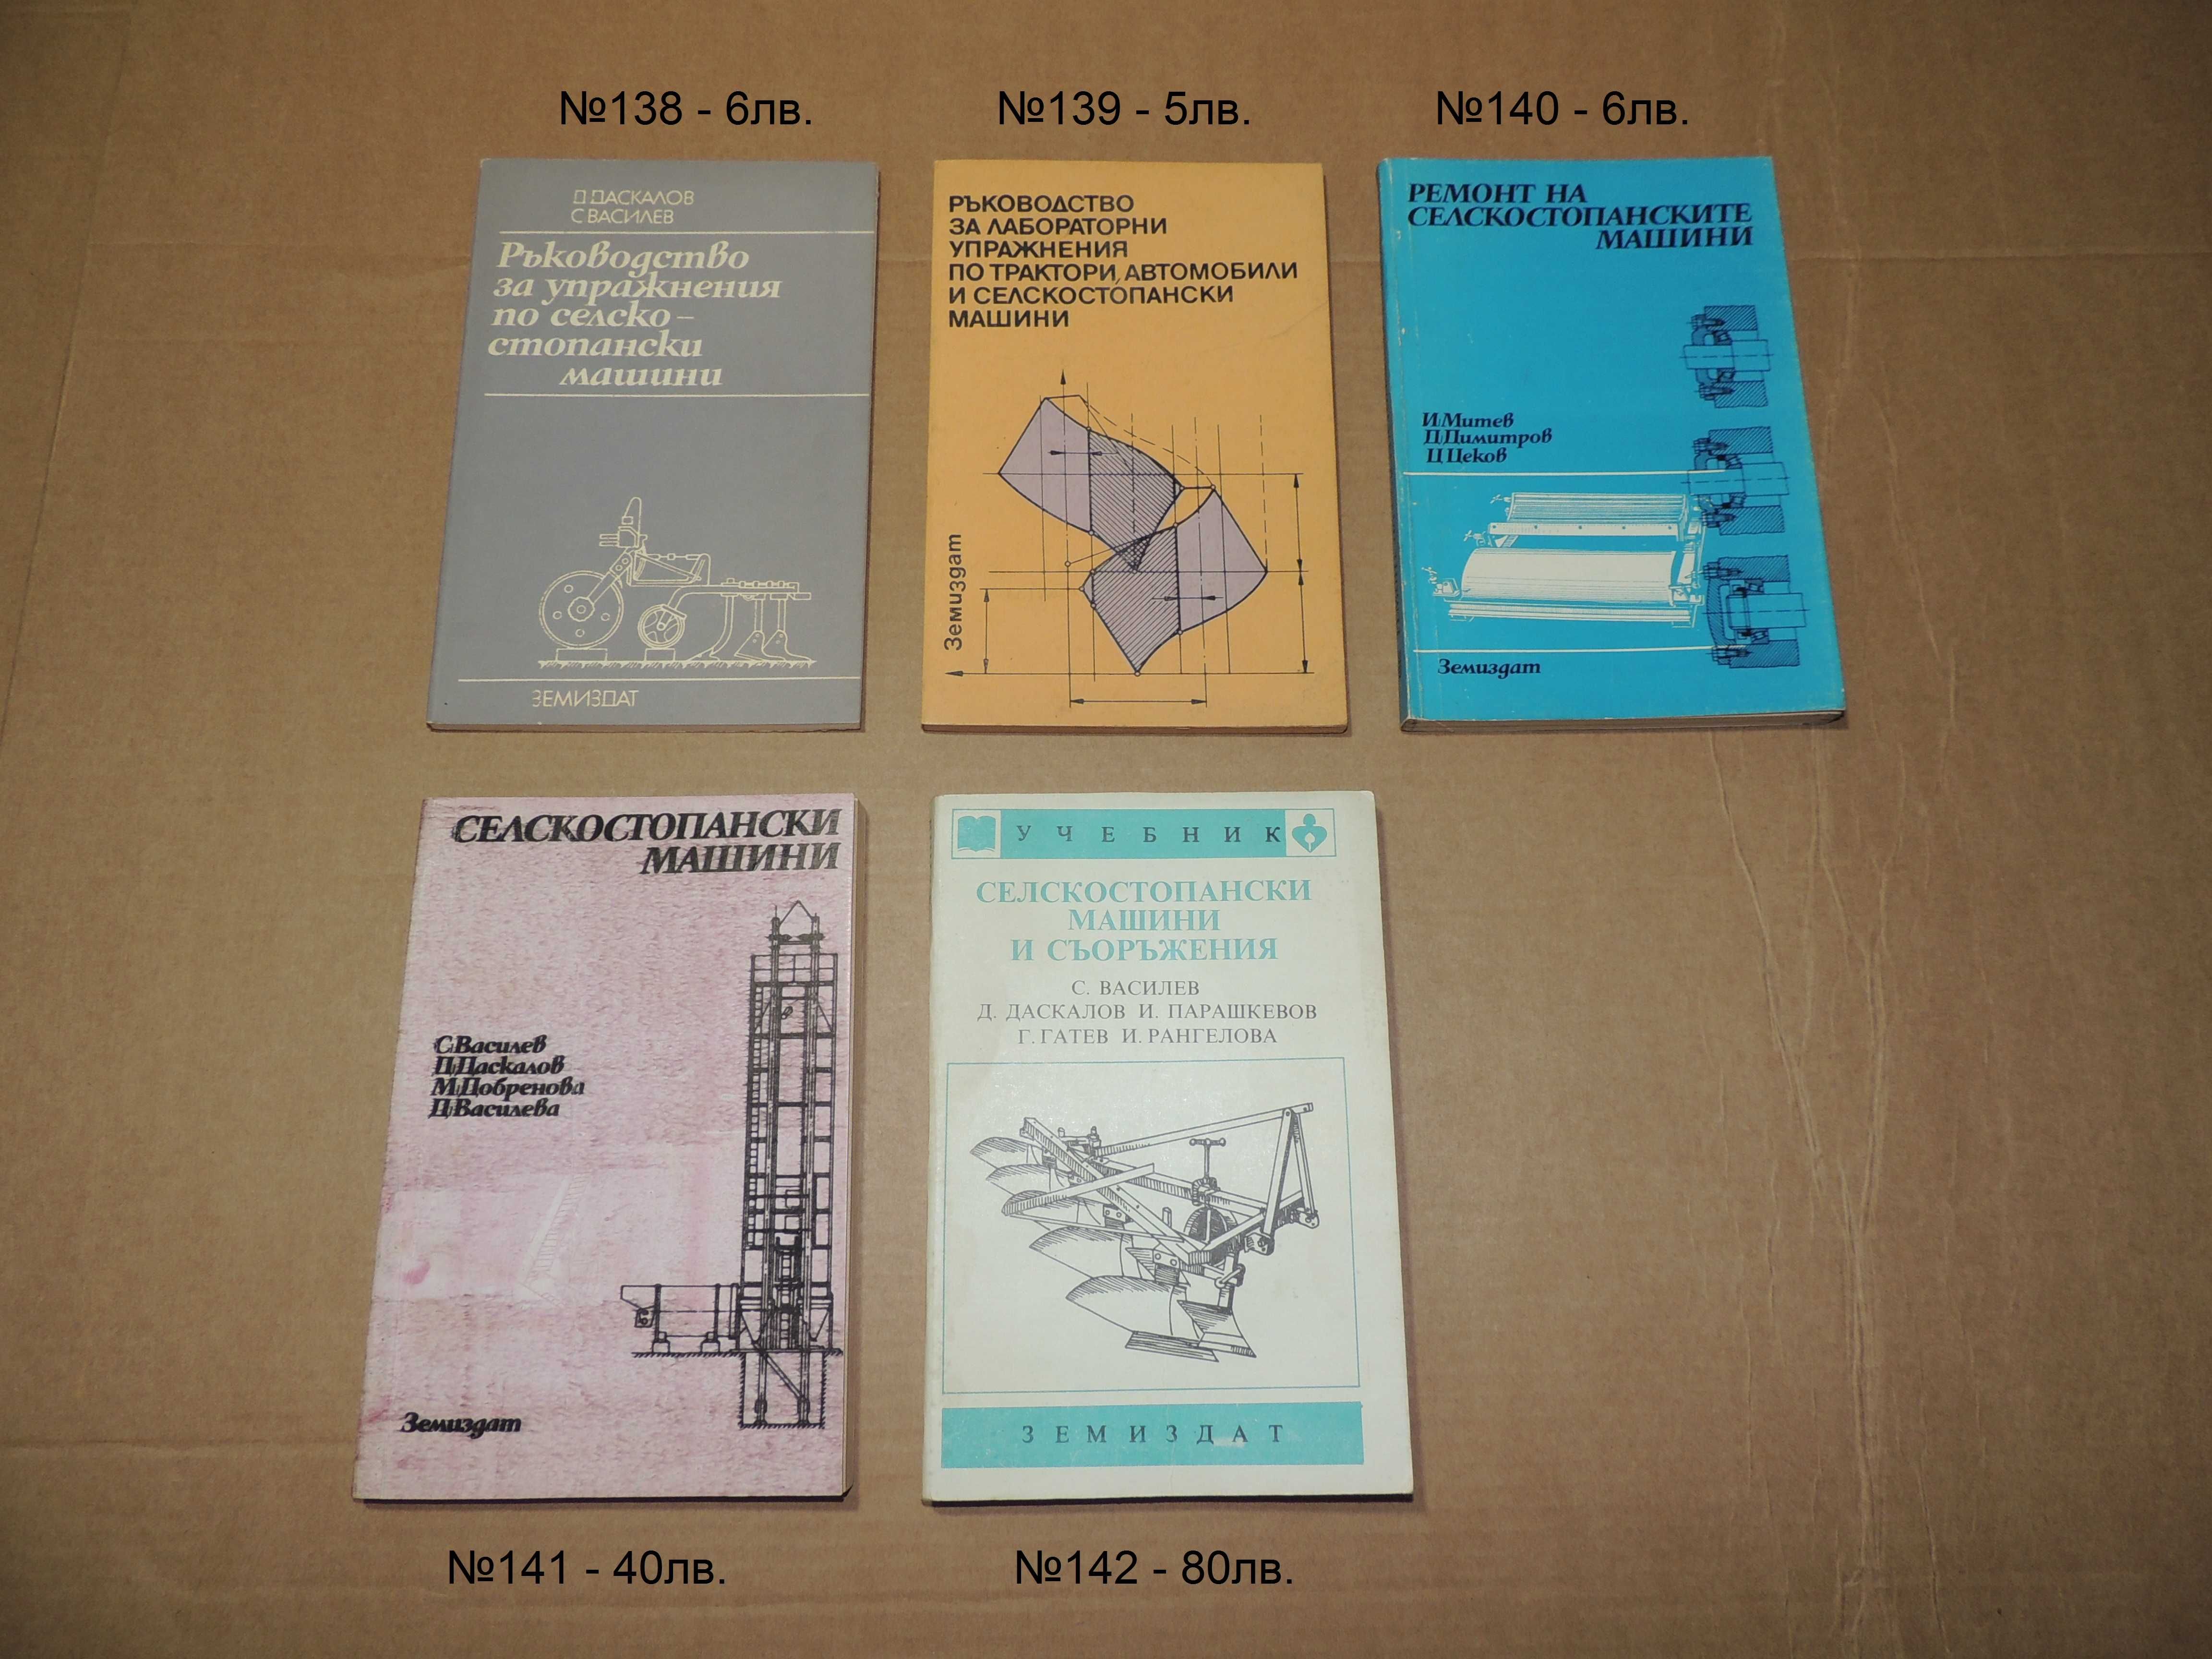 №138 - 6лв.
№139 - 5лв.
№140 - 6лв.
Д ДАСКАЛОВ
С ВАСИЛЕВ
Ръководство
за упражнения
по селско-
стопански
машини
ЗЕМИЗДАТ
РЪКОВОДСТВО
ЗА ЛАБОРАТОРНИ
УПРАЖНЕНИЯ
ПО ТРАКТОРИ, АВТОМОБИЛИ
И СЕЛСКОСТОПАНСКИ
МАШИНИ
Земиздат
РЕМОНТ НА
СЕЛСКОСТОПАНСКИТЕ
МАШИНИ
И.Митев
П.Димитров
Ц.Цеков
Земиздат
СЕЛСКОСТОПАНСКИ
МАШИНИ
С.Василев
Д.Даскалов
М.Добренова
Д.Василева
Земиздат
УЧЕБНИК
СЕЛСКОСТОПАНСКИ
МАШИНИ
И СЪОРЪЖЕНИЯ
С. ВАСИЛЕВ
Д. ДАСКАЛОВ И. ПАРАШКЕВОВ
Г. ГАТЕВ И. РАНГЕЛОВА
ЗЕМИЗДАТ
№141 - 40лв.
№142 - 80лв.